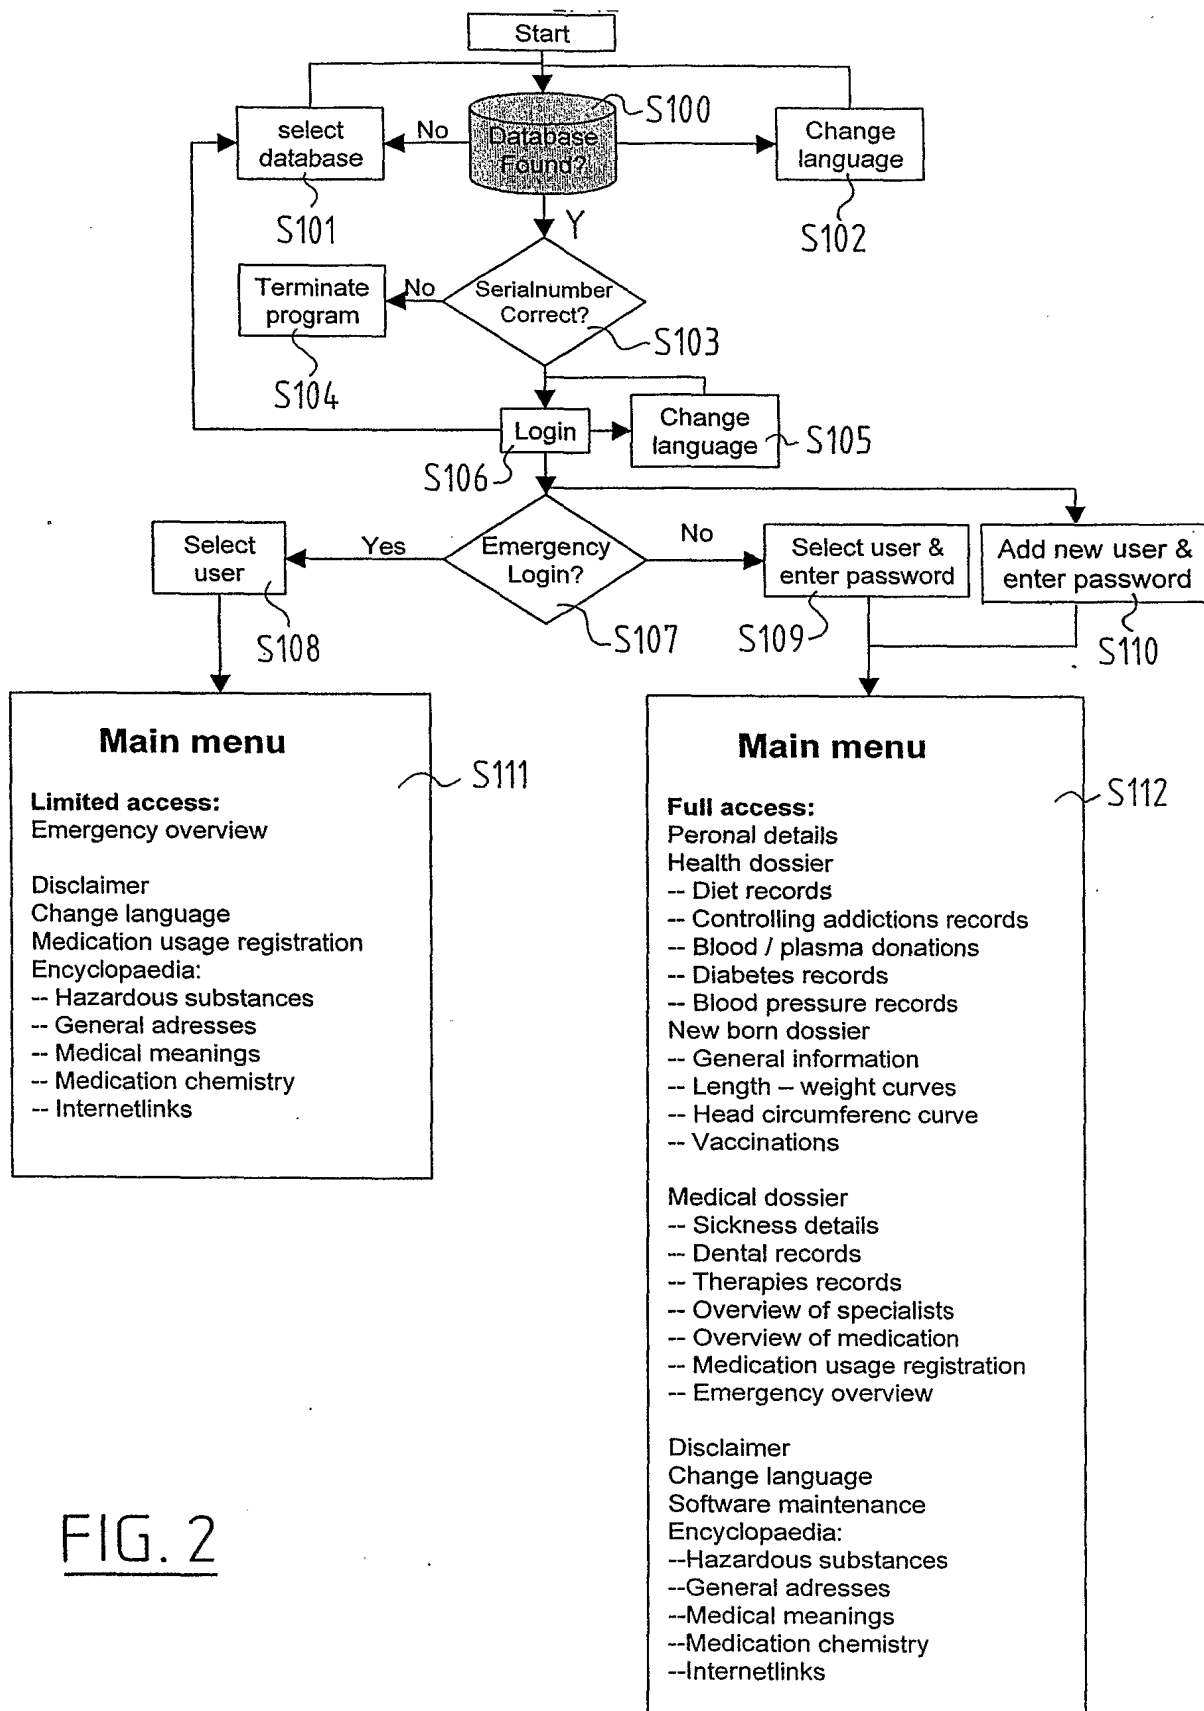 Start
S100
select
database
No
Database
Found?
Change
language
S101
Y
S102
Terminate
program
No
Serialnumber
Correct?
S103
S104
Login
Change
language
S105
S106
Select
user
Yes
Emergency
Login?
No
Select user &
enter password
Add new user &
enter password
S108
S107
S109
S110
Main menu
S111
Limited access:
Emergency overview
Disclaimer
Change language
Medication usage registration
Encyclopaedia:
-- Hazardous substances
-- General adresses
-- Medical meanings
-- Medication chemistry
-- Internetlinks
Main menu
S112
Full access:
Peronal details
Health dossier
-- Diet records
-- Controlling addictions records
-- Blood / plasma donations
-- Diabetes records
-- Blood pressure records
New born dossier
-- General information
-- Length – weight curves
-- Head circumferenc curve
-- Vaccinations
Medical dossier
-- Sickness details
-- Dental records
-- Therapies records
-- Overview of specialists
-- Overview of medication
-- Medication usage registration
-- Emergency overview
Disclaimer
Change language
Software maintenance
Encyclopaedia:
--Hazardous substances
--General adresses
--Medical meanings
--Medication chemistry
--Internetlinks
FIG. 2